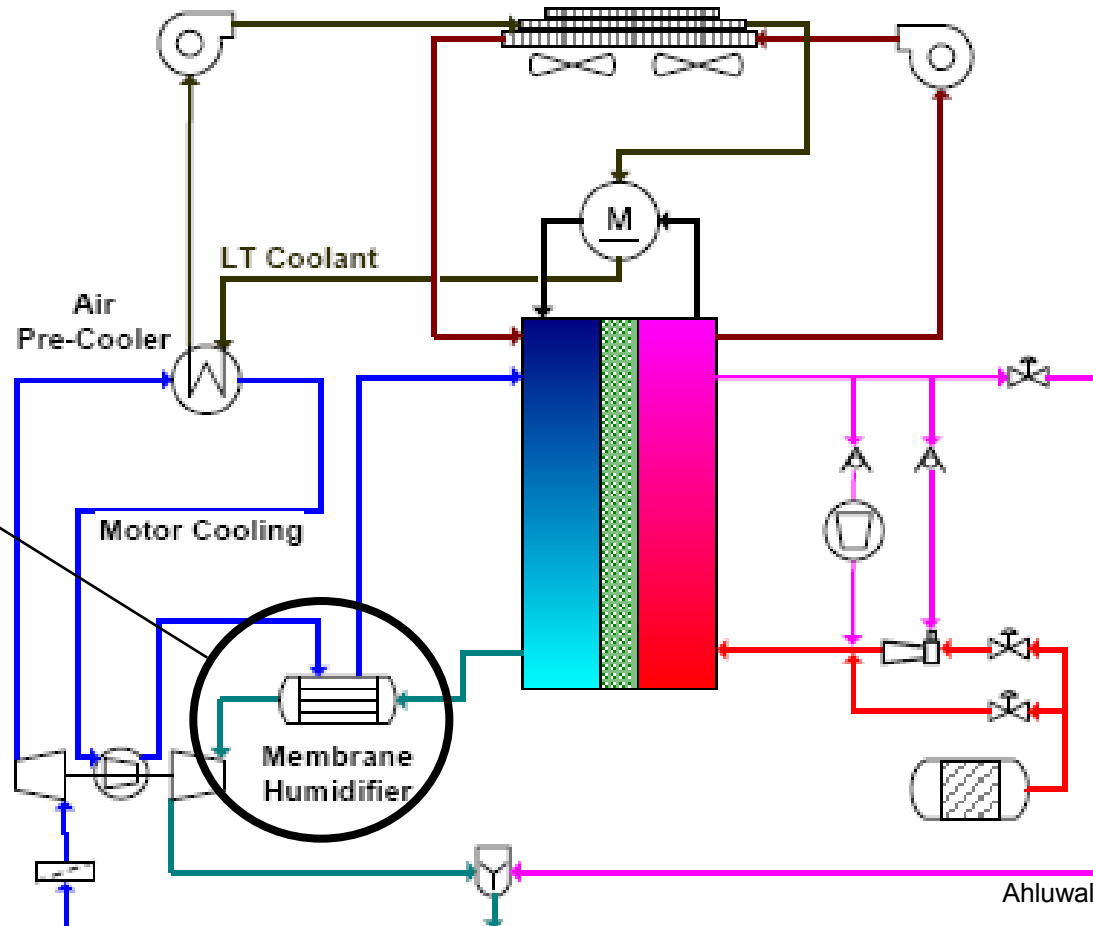 M
LT Coolant
Air
Pre-Cooler
Motor Cooling
Membrane
Humidifier
Ahluwal